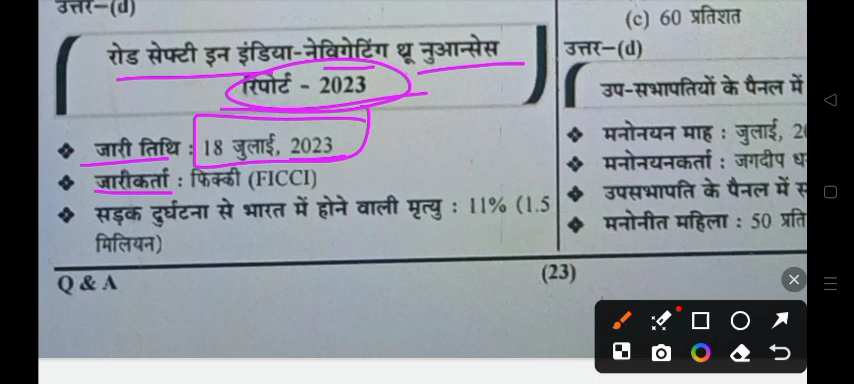 उत्तर–(d)
रोड सेफ्टी इन इंडिया-नेविगेटिंग थ्रू नुआन्सेस
रिपोर्ट – 2023
❖ जारी तिथि : 18 जुलाई, 2023
❖ जारीकर्ता : फिक्की (FICCI)
❖ सड़क दुर्घटना से भारत में होने वाली मृत्यु : 11% (1.5
मिलियन)
Q & A
(23)
(c) 60 प्रतिशत
उत्तर–(d)
उप-सभापतियों के पैनल में
❖ मनोनयन माह : जुलाई,
❖ मनोनयनकर्ता : जगदीप
❖ उपसभापति के पैनल में
❖ मनोनीत महिला : 50